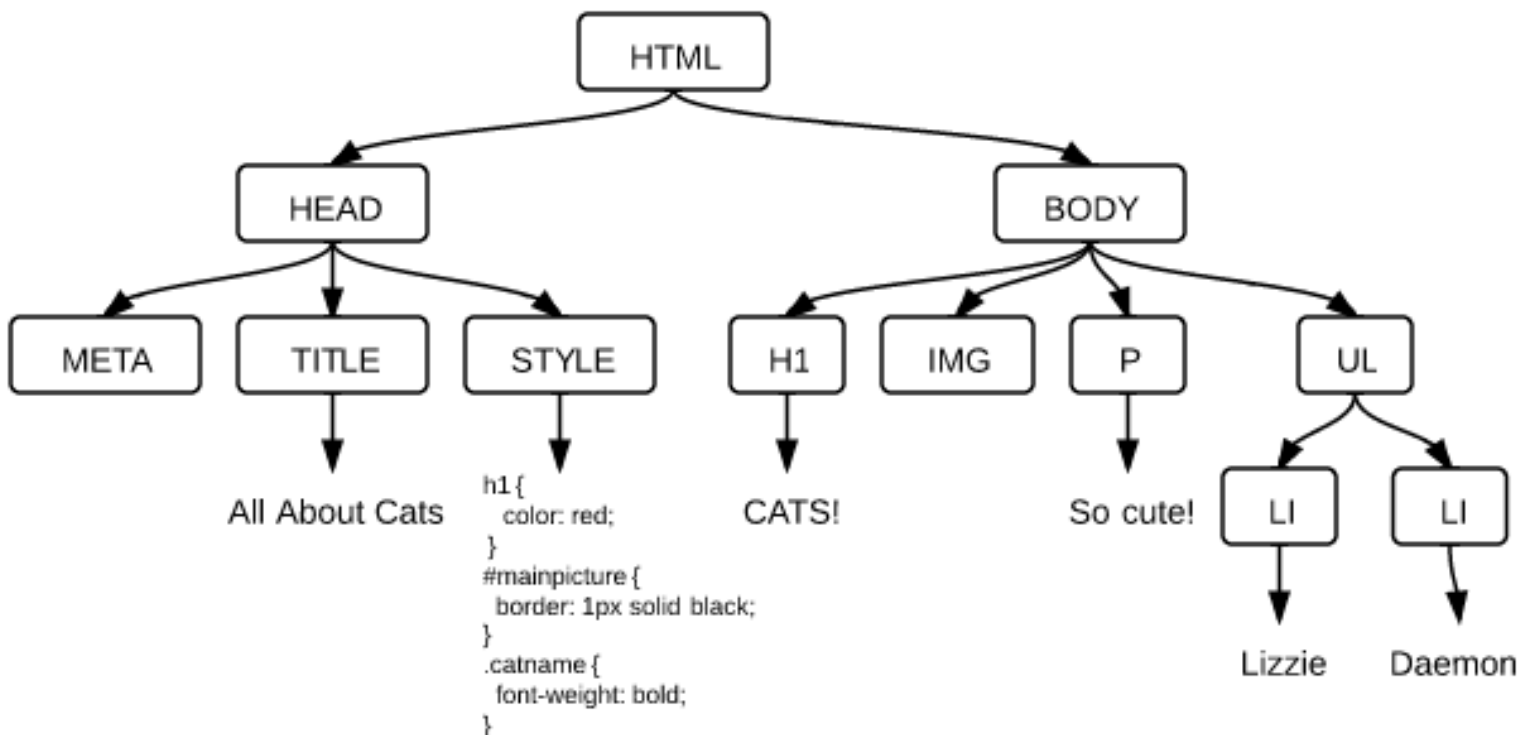 HTML
HEAD
BODY
META
TITLE
STYLE
H1
IMG
P
UL
All About Cats
h1 {
color: red;
}
#mainpicture {
border: 1px solid black;
}
.catname {
font-weight: bold;
}
CATS!
So cute!
LI
LI
Lizzie
Daemon